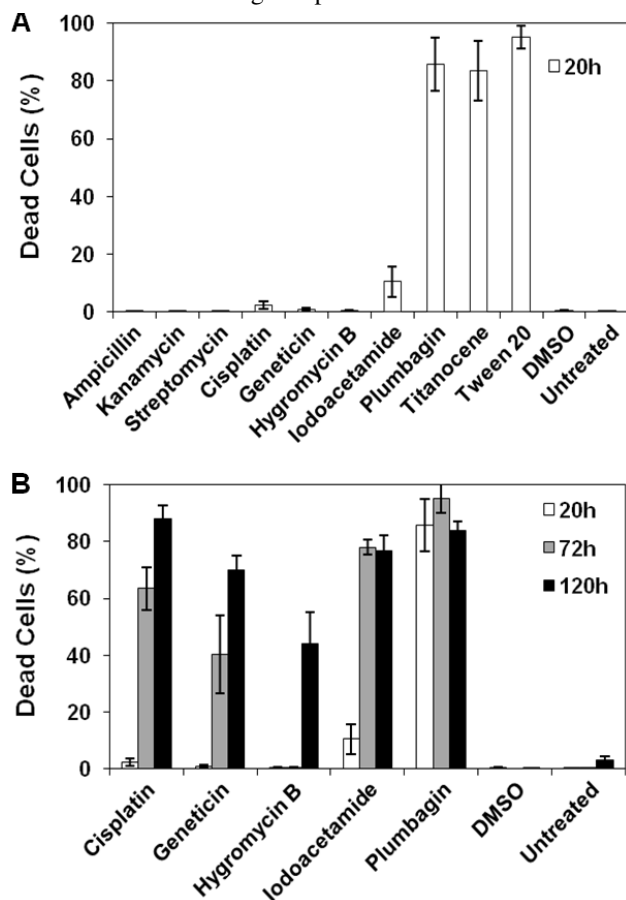 A
100
80
60
40
20
0
Dead Cells (%)
20h
Ampicillin
Kanamycin
Streptomycin
Cisplatin
Geneticin
Hygromycin B
Iodoacetamide
Plumbagin
Titanocene
Tween 20
DMSO
Untreated
B
100
80
60
40
20
0
Dead Cells (%)
20h
72h
120h
Cisplatin
Geneticin
Hygromycin B
Iodoacetamide
Plumbagin
DMSO
Untreated